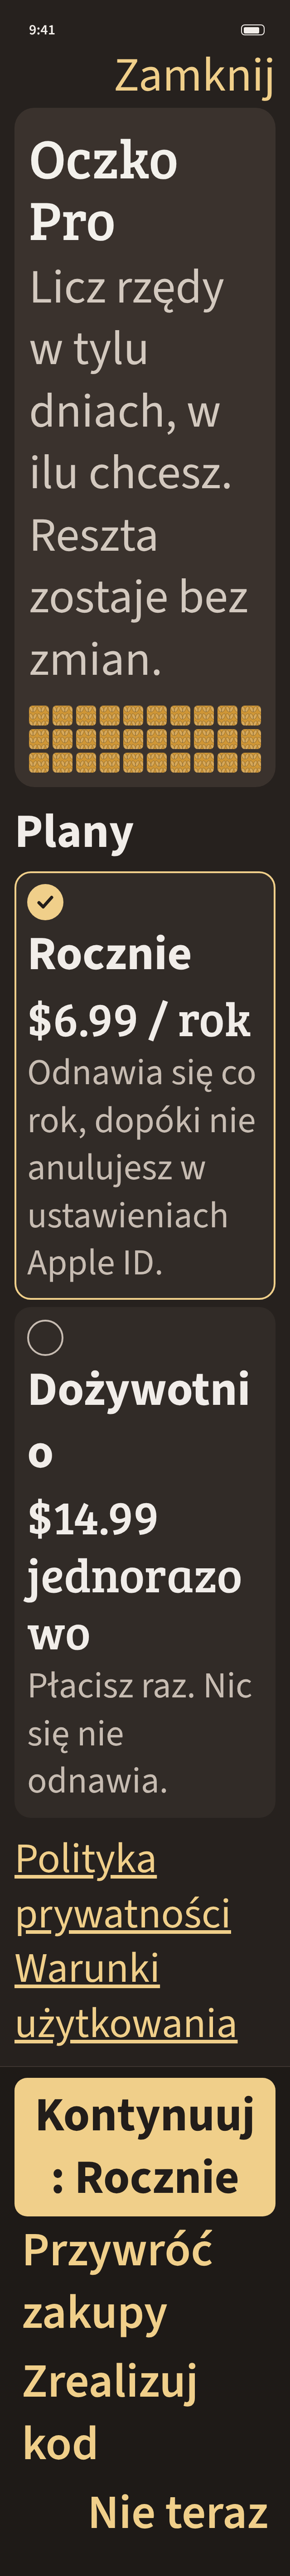 9:41
Zamknij
Oczko
Pro
Licz rzędy
w tylu
dniach, w
ilu chcesz.
Reszta
zostaje bez
zmian.
Plany
Rocznie
$6.99 / rok
Odnawia się co
rok, dopóki nie
anulujesz w
ustawieniach
Apple ID.
Dożywotni
o
$14.99
jednorazo
wo
Płacisz raz. Nic
się nie
odnawia.
Polityka
prywatności
Warunki
użytkowania
Kontynuuj
: Rocznie
Przywróć
zakupy
Zrealizuj
kod
Nie teraz